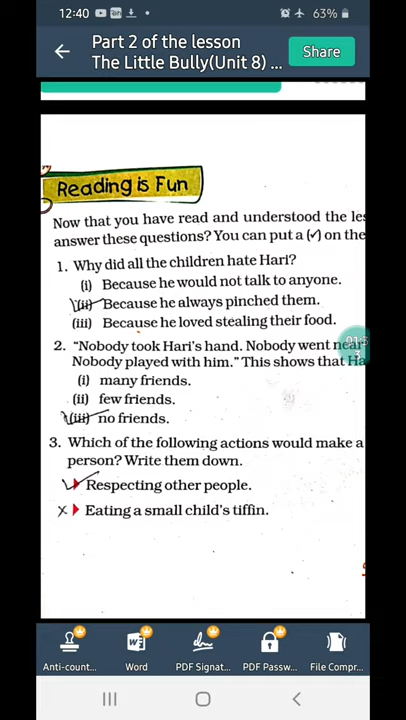 12:40
63%
Part 2 of the lesson
The Little Bully(Unit 8) ...
Share
Reading is Fun
Now that you have read and understood the les
answer these questions? You can put a (✓) on the
1. Why did all the children hate Hari?
(i) Because he would not talk to anyone.
(ii) Because he always pinched them.
(iii) Because he loved stealing their food.
2. “Nobody took Hari's hand. Nobody went near
Nobody played with him.” This shows that Ha
(i) many friends.
(ii) few friends.
(iii) no friends.
3. Which of the following actions would make a
person? Write them down.
Respecting other people.
x Eating a small child's tiffin.
Anti-count... Word PDF Signat... PDF Passw... File Compr...